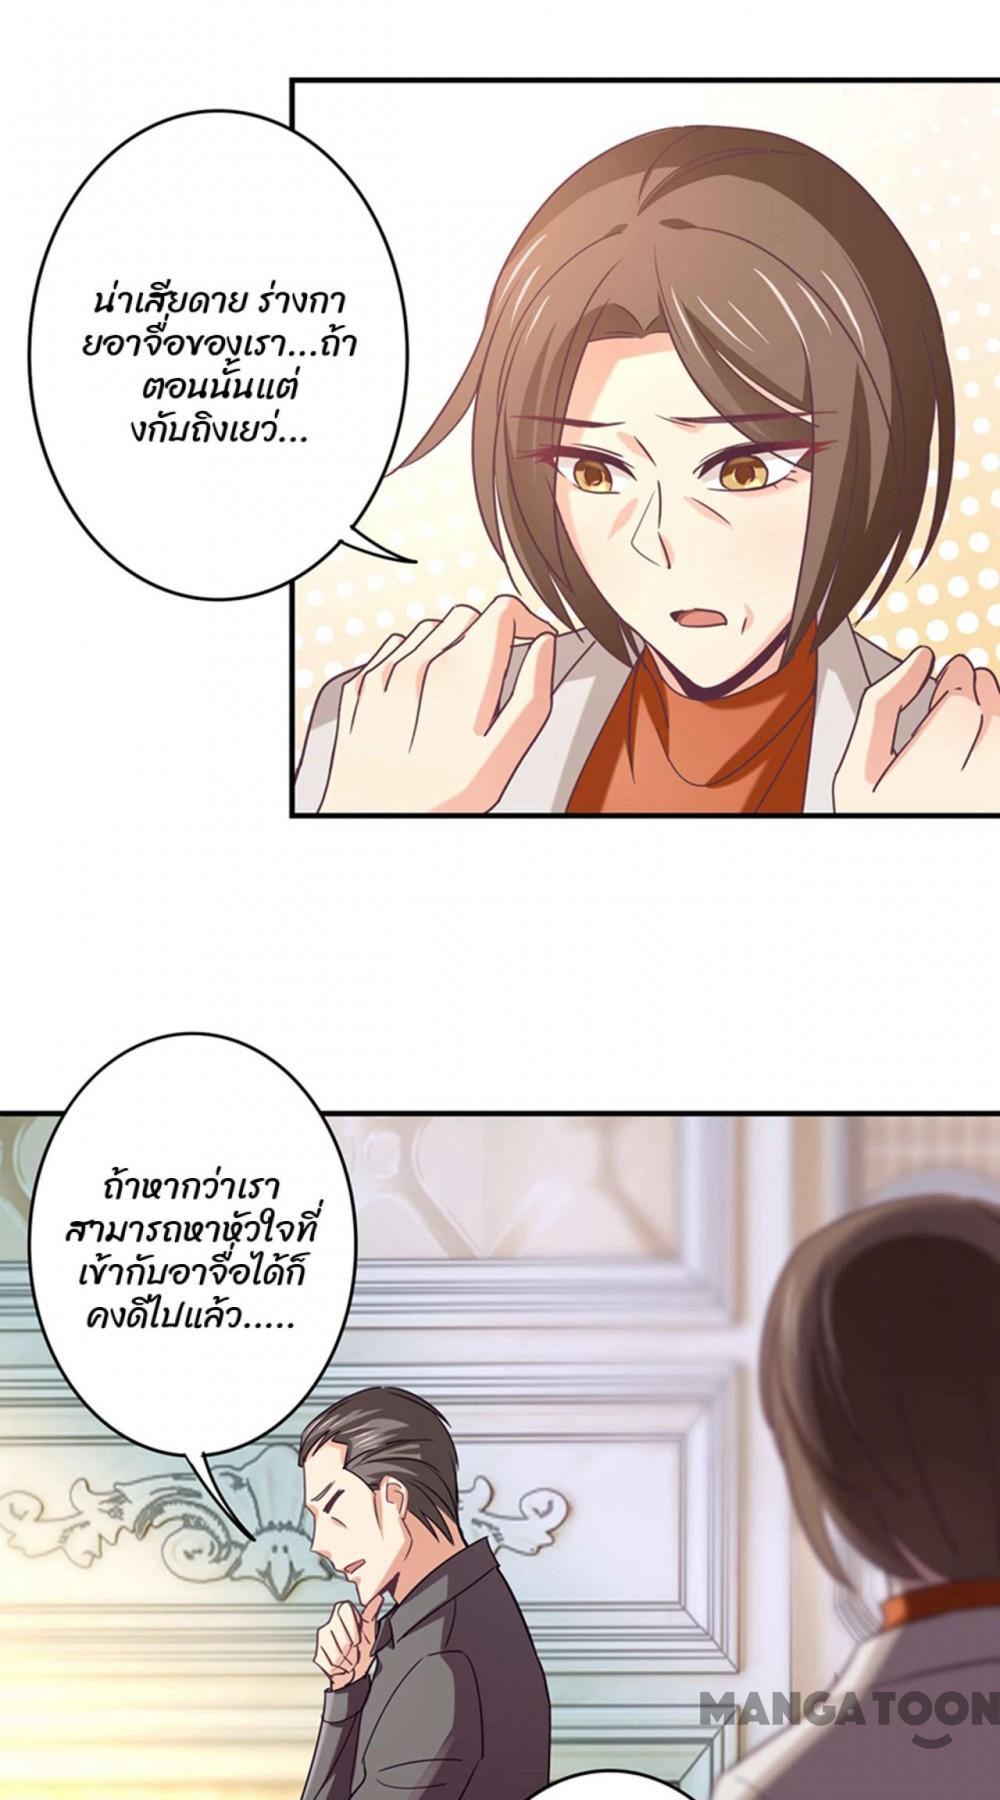 น่าเสียดาย ร่างกา
ยอาจื่อของเรา...ถ้า
ตอนนั้นแต่
งกับถิงเยว่...
ถ้าหากว่าเรา
สามารถหาหัวใจที่
เข้ากับอาจื่อได้ก็
คงดีไปแล้ว.....
MANGATOON